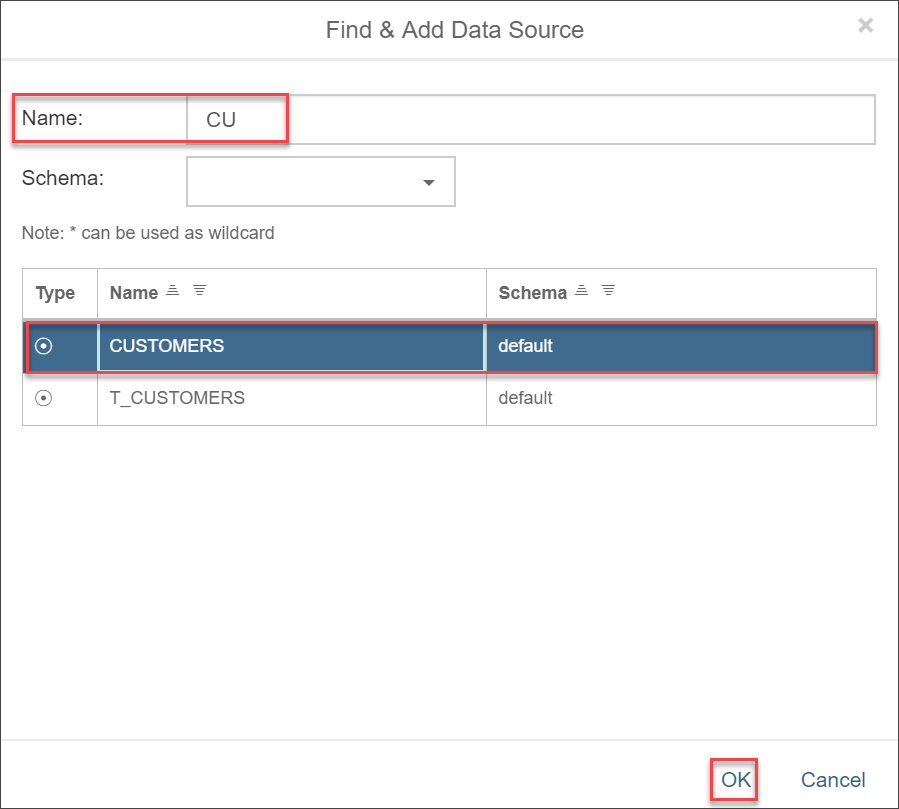 Find & Add Data Source ×
Name: CU
Schema:
Note: * can be used as wildcard
Type Name Schema
CUSTOMERS default
T_CUSTOMERS default
OK Cancel